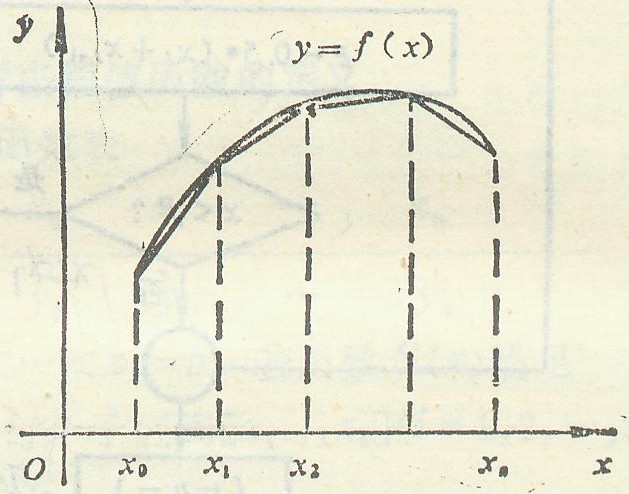 y
y = f (x)
O x₀ x₁ x₂ xₙ x